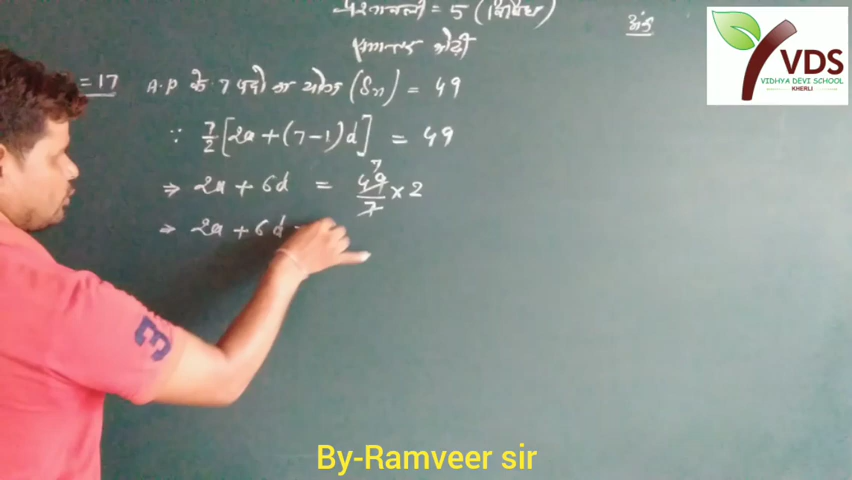 प्रश्नावली = 5 (विविध)
समान्तर श्रेढ़ी
=17 A.P के 7 पदों का योग (Sn) = 49
∵ 7/2 [2a + (7-1)d] = 49
⇒ 2a + 6d = 49/7 × 2
7
⇒ 2a + 6d =
VDS
VIDHYA DEVI SCHOOL
KHERLI
By-Ramveer sir